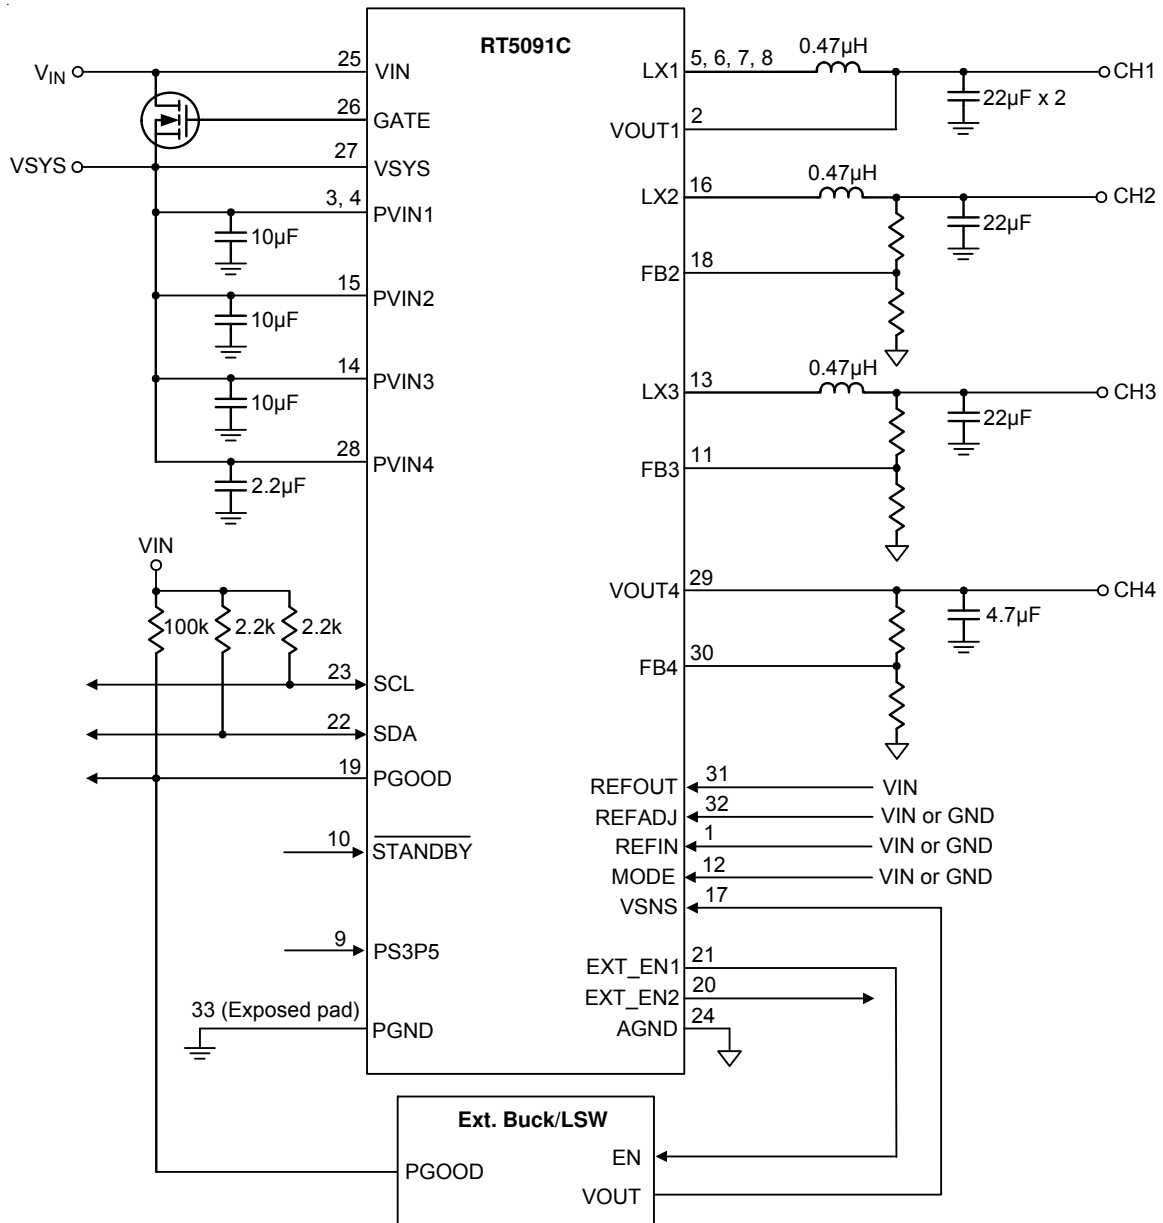 RT5091C
V_IN
25
VIN
26
GATE
VSYS
27
VSYS
3, 4
PVIN1
10µF
15
PVIN2
10µF
14
PVIN3
10µF
28
PVIN4
2.2µF
VIN
100k
2.2k
2.2k
23
SCL
22
SDA
19
PGOOD
10
STANDBY
9
PS3P5
33 (Exposed pad)
PGND
LX1
5, 6, 7, 8
0.47µH
CH1
22µF x 2
VOUT1
2
LX2
16
0.47µH
CH2
22µF
FB2
18
LX3
13
0.47µH
CH3
22µF
FB3
11
VOUT4
29
CH4
4.7µF
FB4
30
REFOUT
31
VIN
REFADJ
32
VIN or GND
REFIN
1
VIN or GND
MODE
12
VIN or GND
VSNS
17
EXT_EN1
21
EXT_EN2
20
AGND
24
Ext. Buck/LSW
PGOOD
EN
VOUT